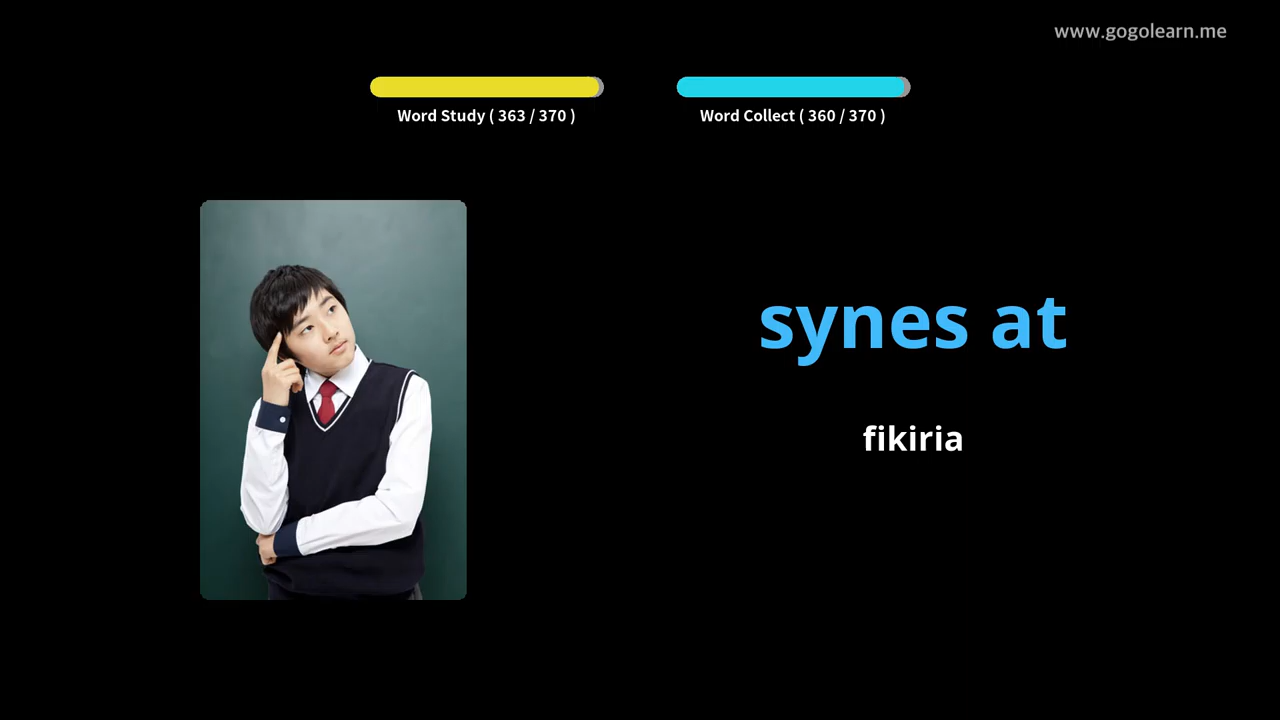 www.gogolearn.me
Word Study ( 363 / 370 )
Word Collect ( 360 / 370 )
synes at
fikiria